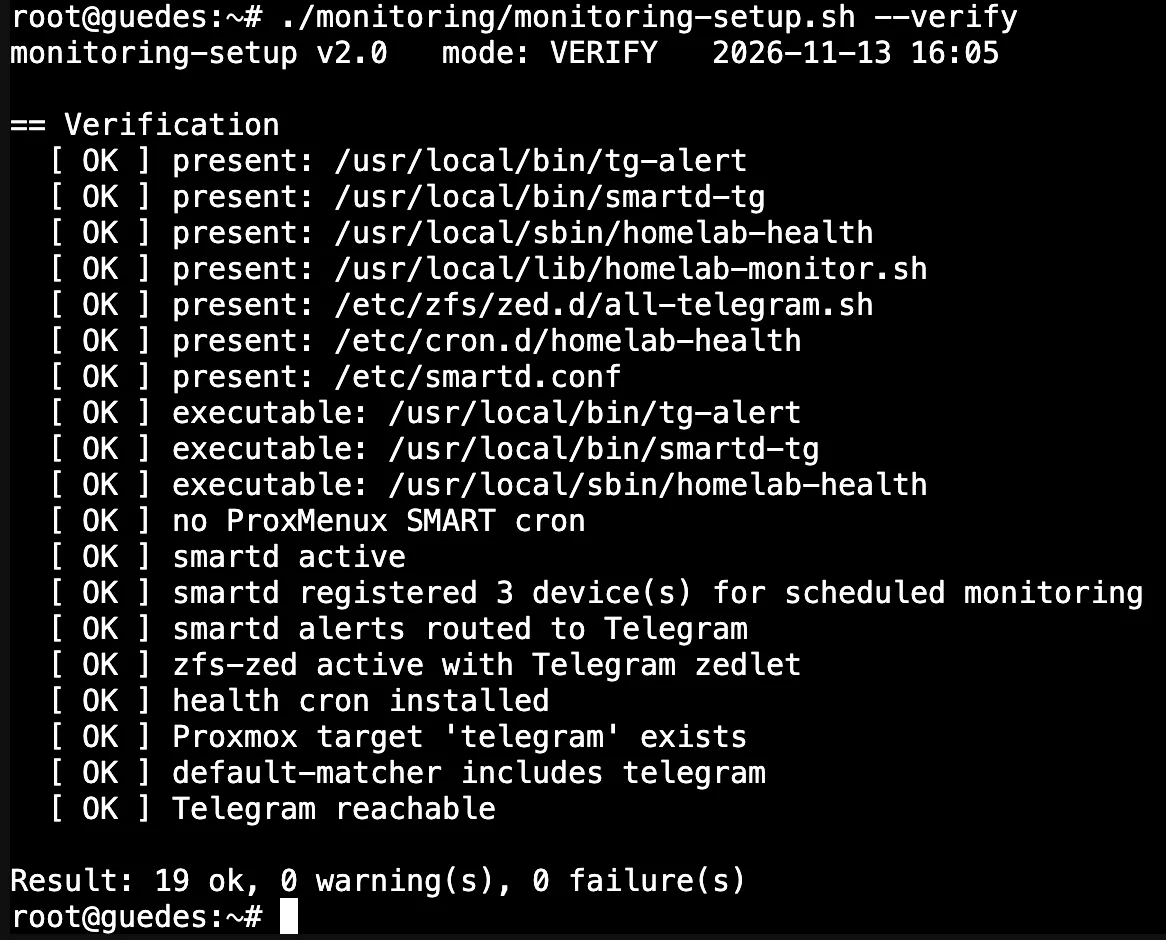 root@guedes:~# ./monitoring/monitoring-setup.sh --verify
monitoring-setup v2.0   mode: VERIFY   2026-11-13 16:05

== Verification
  [ OK ] present: /usr/local/bin/tg-alert
  [ OK ] present: /usr/local/bin/smartd-tg
  [ OK ] present: /usr/local/sbin/homelab-health
  [ OK ] present: /usr/local/lib/homelab-monitor.sh
  [ OK ] present: /etc/zfs/zed.d/all-telegram.sh
  [ OK ] present: /etc/cron.d/homelab-health
  [ OK ] present: /etc/smartd.conf
  [ OK ] executable: /usr/local/bin/tg-alert
  [ OK ] executable: /usr/local/bin/smartd-tg
  [ OK ] executable: /usr/local/sbin/homelab-health
  [ OK ] no ProxMenux SMART cron
  [ OK ] smartd active
  [ OK ] smartd registered 3 device(s) for scheduled monitoring
  [ OK ] smartd alerts routed to Telegram
  [ OK ] zfs-zed active with Telegram zedlet
  [ OK ] health cron installed
  [ OK ] Proxmox target 'telegram' exists
  [ OK ] default-matcher includes telegram
  [ OK ] Telegram reachable

Result: 19 ok, 0 warning(s), 0 failure(s)
root@guedes:~#